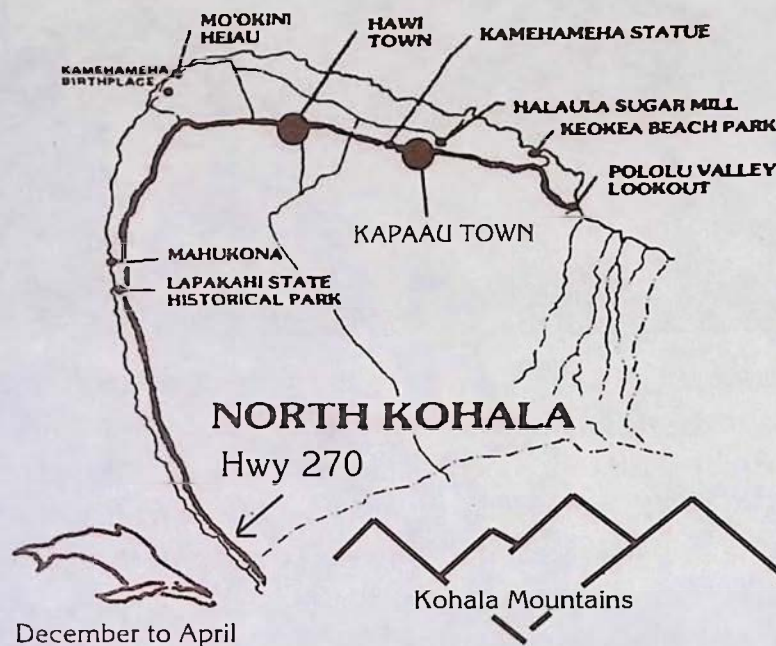 MO'OKINI
HEIAU
HAWI
TOWN
KAMEHAMEHA STATUE
KAMEHAMEHA
BIRTHPLACE
HALAULA SUGAR MILL
KEOKEA BEACH PARK
POLOLU VALLEY
LOOKOUT
KAPAAU TOWN
MAHUKONA
LAPAKAHI STATE
HISTORICAL PARK
NORTH KOHALA
Hwy 270
Kohala Mountains
December to April